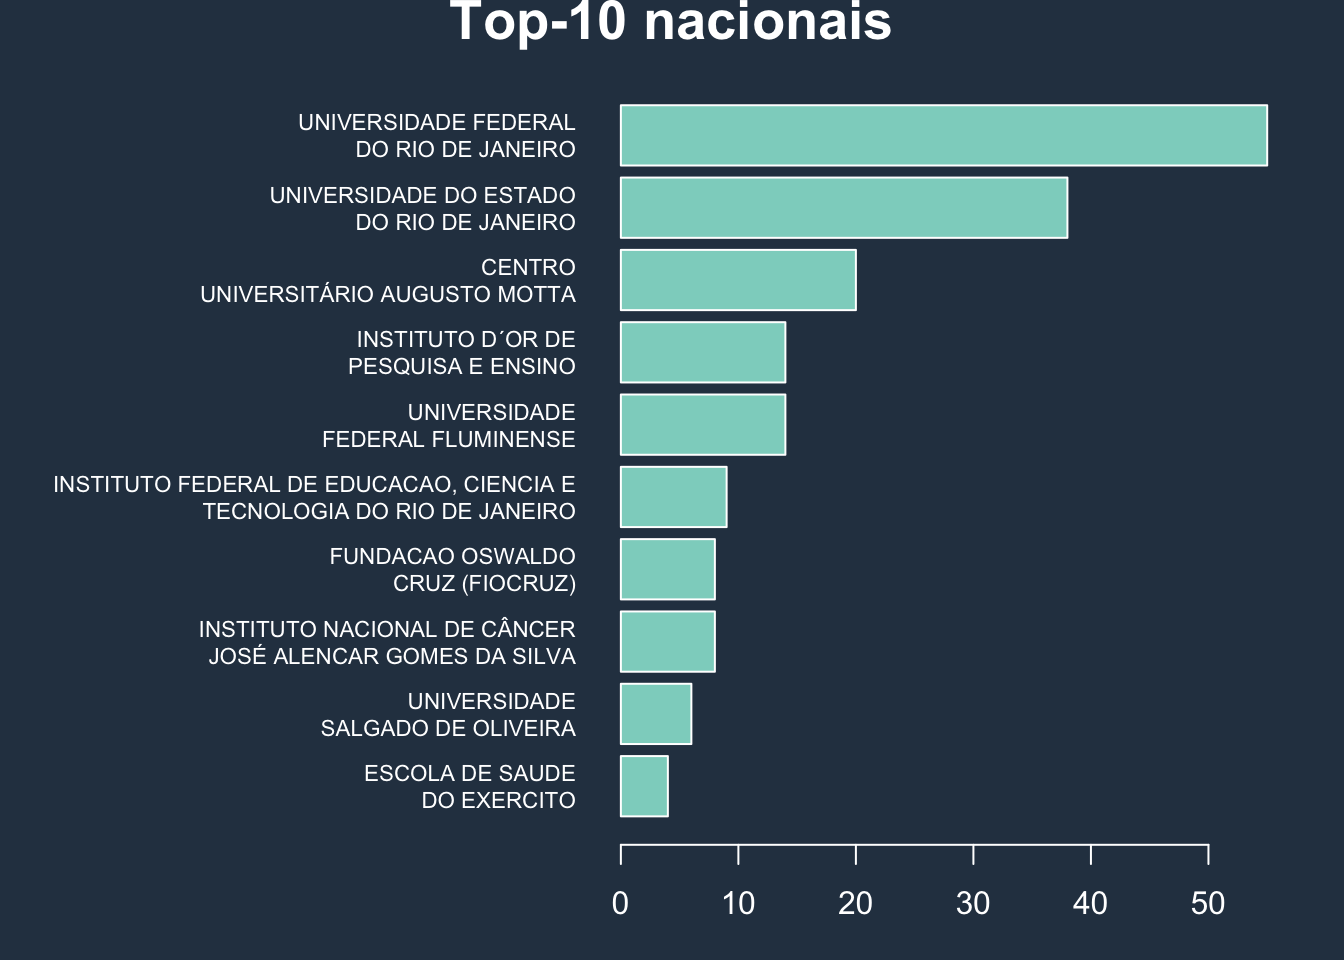 Top-10 nacionais
UNIVERSIDADE FEDERAL
DO RIO DE JANEIRO
UNIVERSIDADE DO ESTADO
DO RIO DE JANEIRO
CENTRO
UNIVERSITÁRIO AUGUSTO MOTTA
INSTITUTO D´OR DE
PESQUISA E ENSINO
UNIVERSIDADE
FEDERAL FLUMINENSE
INSTITUTO FEDERAL DE EDUCACAO, CIENCIA E
TECNOLOGIA DO RIO DE JANEIRO
FUNDACAO OSWALDO
CRUZ (FIOCRUZ)
INSTITUTO NACIONAL DE CÂNCER
JOSÉ ALENCAR GOMES DA SILVA
UNIVERSIDADE
SALGADO DE OLIVEIRA
ESCOLA DE SAUDE
DO EXERCITO
0 10 20 30 40 50